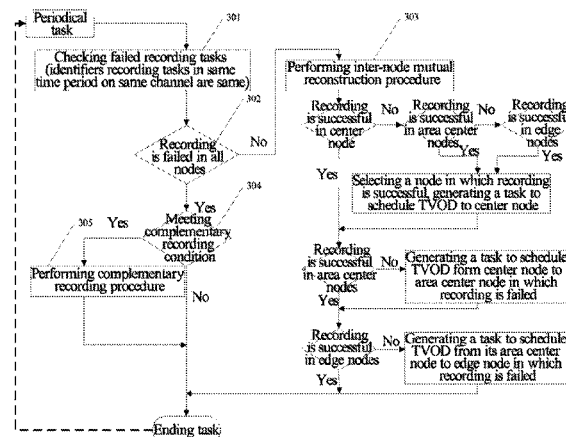 Periodical
task
301
Checking failed recording tasks
(identifiers recording tasks in same
time period on same channel are same)
302
Recording
is failed in all
nodes
No
Yes
304
Meeting
complementary
recording
condition
Yes
305
Performing complementary
recording procedure
No
Ending task
303
Performing inter-node mutual
reconstruction procedure
Recording
is successful
in center
node
No
Recording
is successful
in area center
nodes
No
Recording
is successful
in edge
nodes
Yes
Yes
Yes
Selecting a node in which recording
is successful, generating a task to
schedule TVOD to center node
Recording
is successful
in area center
nodes
No
Generating a task to schedule
TVOD form center node to
area center node in which
recording is failed
Yes
Recording
is successful
in edge nodes
No
Generating a task to schedule
TVOD from its area center
node to edge node in which
recording is failed
Yes